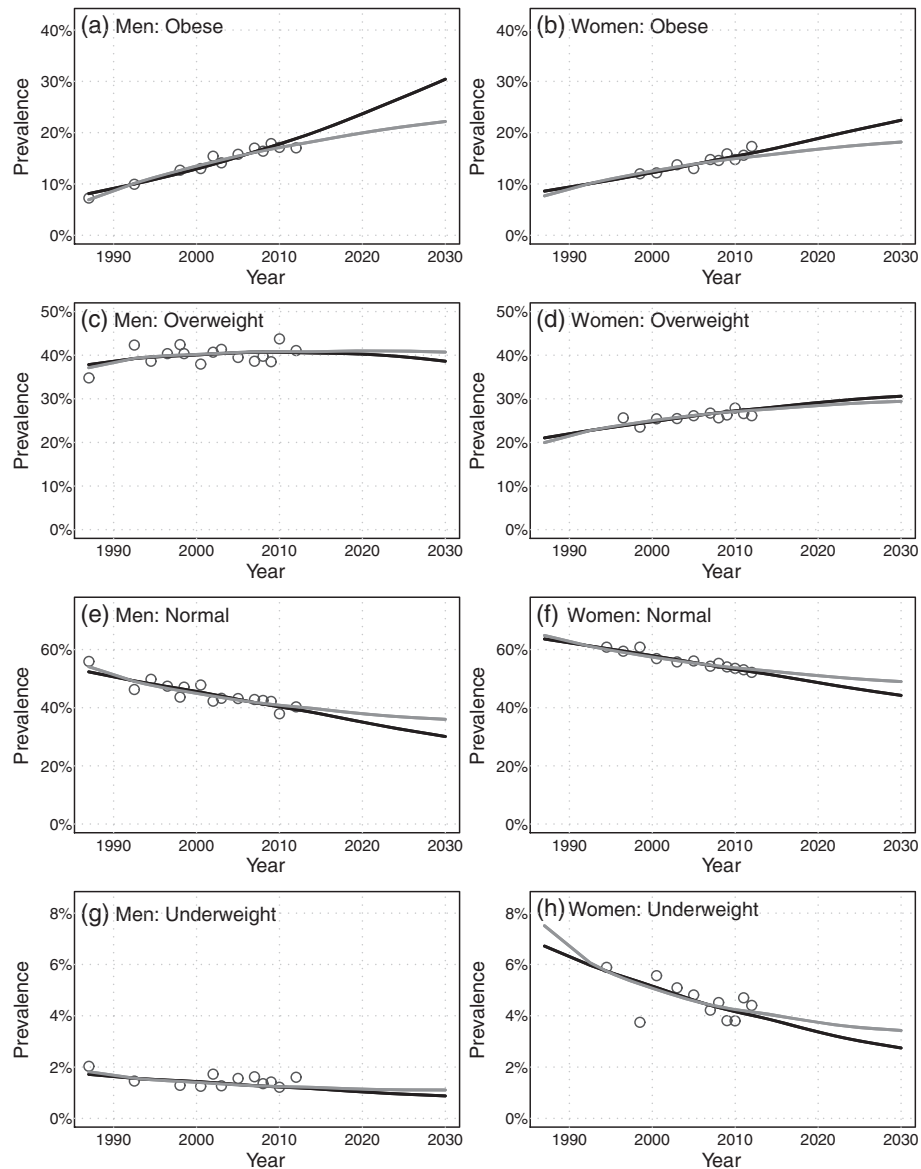 (a) Men: Obese
40%
30%
20%
10%
0%
Prevalence
1990 2000 2010 2020 2030
Year
(b) Women: Obese
40%
30%
20%
10%
0%
Prevalence
1990 2000 2010 2020 2030
Year
(c) Men: Overweight
50%
40%
30%
20%
10%
0%
Prevalence
1990 2000 2010 2020 2030
Year
(d) Women: Overweight
50%
40%
30%
20%
10%
0%
Prevalence
1990 2000 2010 2020 2030
Year
(e) Men: Normal
60%
40%
20%
0%
Prevalence
1990 2000 2010 2020 2030
Year
(f) Women: Normal
60%
40%
20%
0%
Prevalence
1990 2000 2010 2020 2030
Year
(g) Men: Underweight
8%
6%
4%
2%
0%
Prevalence
1990 2000 2010 2020 2030
Year
(h) Women: Underweight
8%
6%
4%
2%
0%
Prevalence
1990 2000 2010 2020 2030
Year